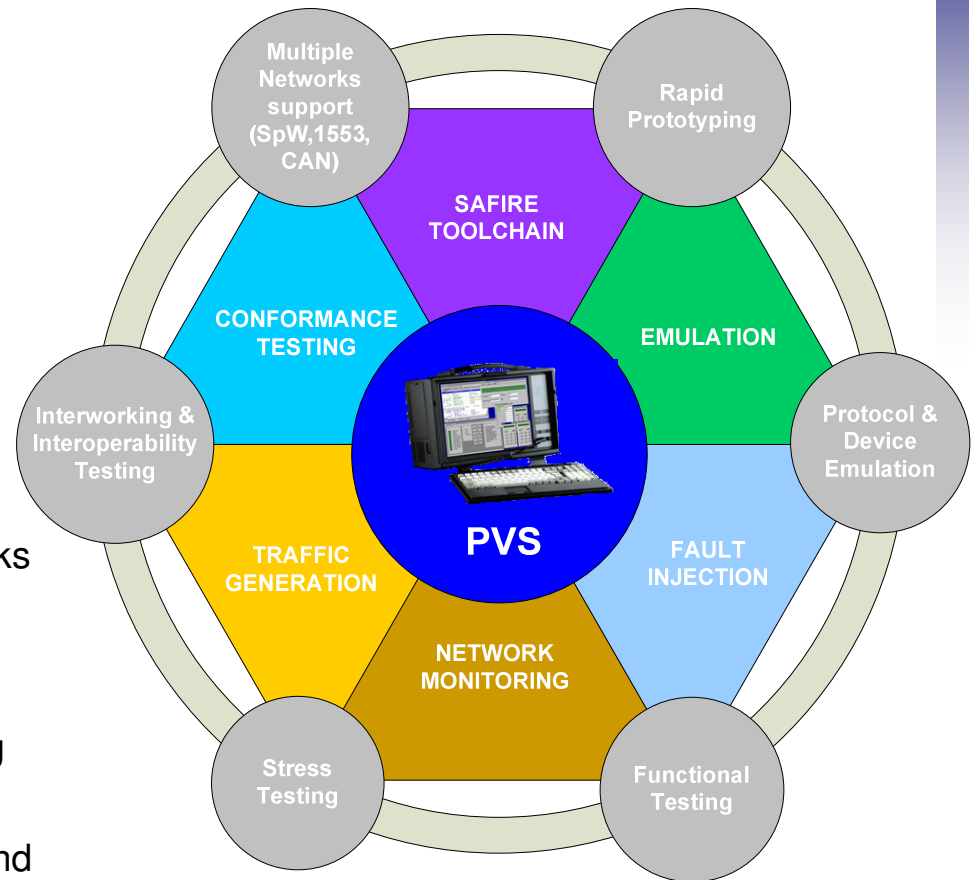 Multiple
Networks
support
(SpW,1553,
CAN)
Rapid
Prototyping
SAFIRE
TOOLCHAIN
CONFORMANCE
TESTING
EMULATION
Interworking &
Interoperability
Testing
Protocol &
Device
Emulation
PVS
TRAFFIC
GENERATION
FAULT
INJECTION
NETWORK
MONITORING
Stress
Testing
Functional
Testing
ks
g
nd